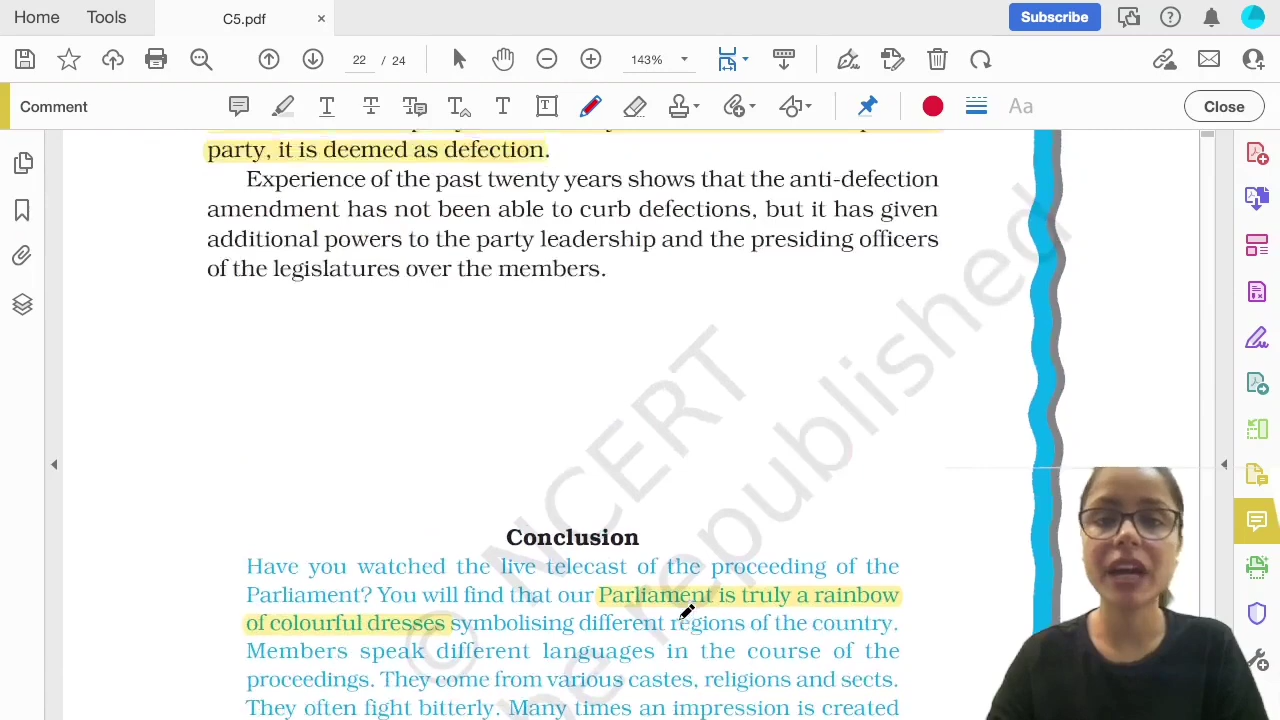 Home Tools C5.pdf × Subscribe
22 / 24 143%
Comment Aa Close
party, it is deemed as defection.
Experience of the past twenty years shows that the anti-defection
amendment has not been able to curb defections, but it has given
additional powers to the party leadership and the presiding officers
of the legislatures over the members.
© NCERT
be republished
Conclusion
Have you watched the live telecast of the proceeding of the
Parliament? You will find that our Parliament is truly a rainbow
of colourful dresses symbolising different regions of the country.
Members speak different languages in the course of the
proceedings. They come from various castes, religions and sects.
They often fight bitterly. Many times an impression is created